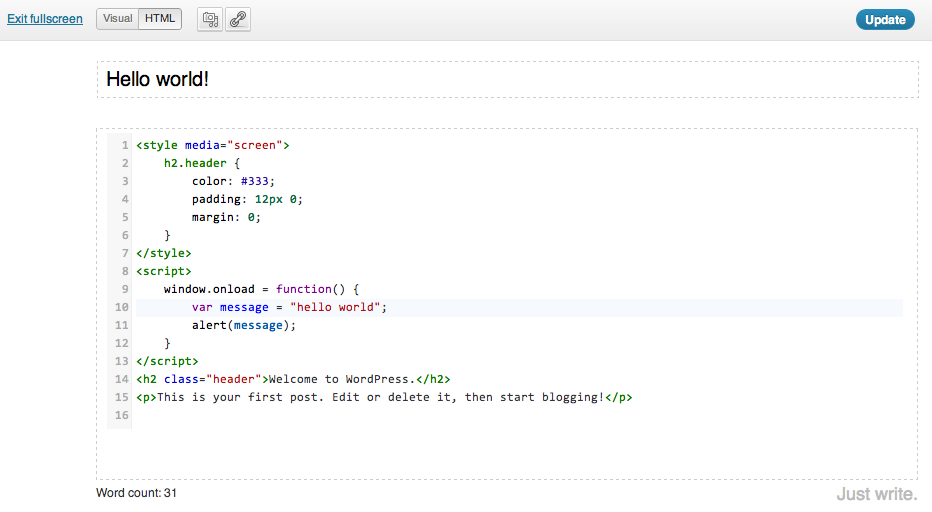 Exit fullscreen Visual HTML Update
Hello world!
1 <style media="screen">
2     h2.header {
3         color: #333;
4         padding: 12px 0;
5         margin: 0;
6     }
7 </style>
8 <script>
9     window.onload = function() {
10         var message = "hello world";
11         alert(message);
12     }
13 </script>
14 <h2 class="header">Welcome to WordPress.</h2>
15 <p>This is your first post. Edit or delete it, then start blogging!</p>
16
Word count: 31 Just write.